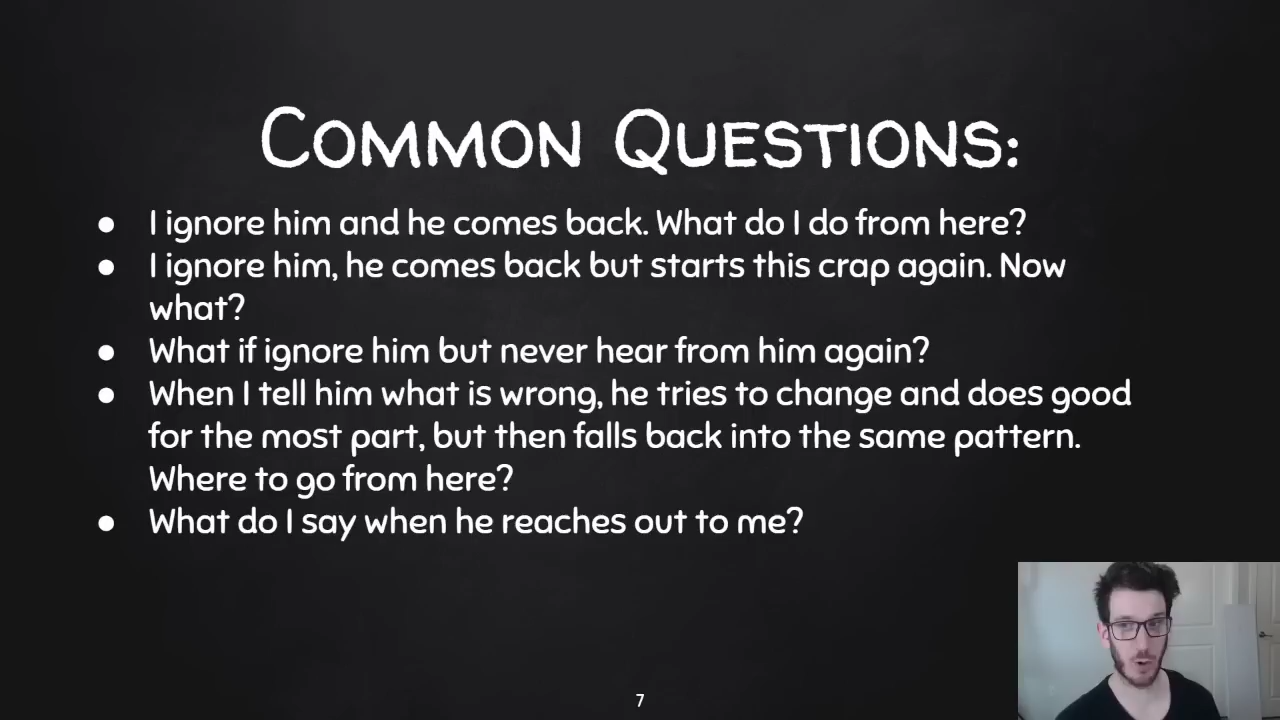 Common Questions:
● I ignore him and he comes back. What do I do from here?
● I ignore him, he comes back but starts this crap again. Now
what?
● What if ignore him but never hear from him again?
● When I tell him what is wrong, he tries to change and does good
for the most part, but then falls back into the same pattern.
Where to go from here?
● What do I say when he reaches out to me?
7